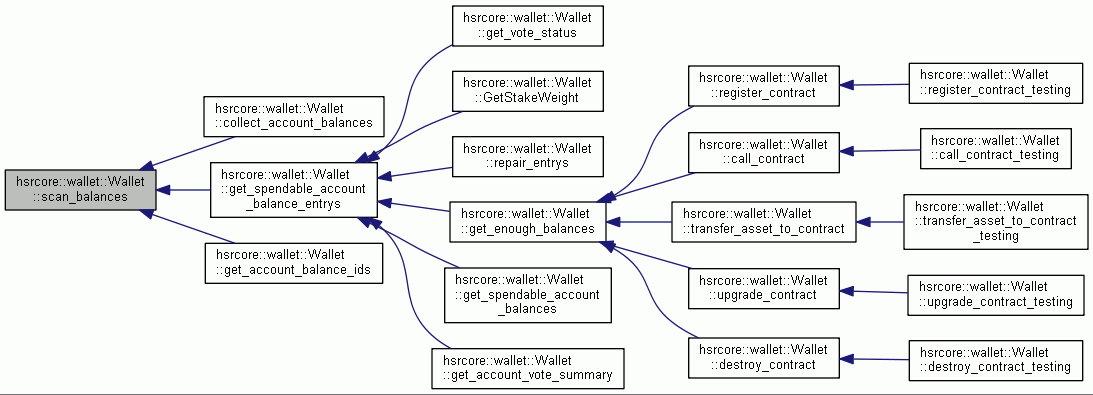 hsrcore::wallet::Wallet
::scan_balances
hsrcore::wallet::Wallet
::collect_account_balances
hsrcore::wallet::Wallet
::get_spendable_account
_balance_entrys
hsrcore::wallet::Wallet
::get_account_balance_ids
hsrcore::wallet::Wallet
::get_vote_status
hsrcore::wallet::Wallet
::GetStakeWeight
hsrcore::wallet::Wallet
::repair_entrys
hsrcore::wallet::Wallet
::get_enough_balances
hsrcore::wallet::Wallet
::get_spendable_account
_balances
hsrcore::wallet::Wallet
::get_account_vote_summary
hsrcore::wallet::Wallet
::register_contract
hsrcore::wallet::Wallet
::call_contract
hsrcore::wallet::Wallet
::transfer_asset_to_contract
hsrcore::wallet::Wallet
::upgrade_contract
hsrcore::wallet::Wallet
::destroy_contract
hsrcore::wallet::Wallet
::register_contract_testing
hsrcore::wallet::Wallet
::call_contract_testing
hsrcore::wallet::Wallet
::transfer_asset_to_contract
_testing
hsrcore::wallet::Wallet
::upgrade_contract_testing
hsrcore::wallet::Wallet
::destroy_contract_testing